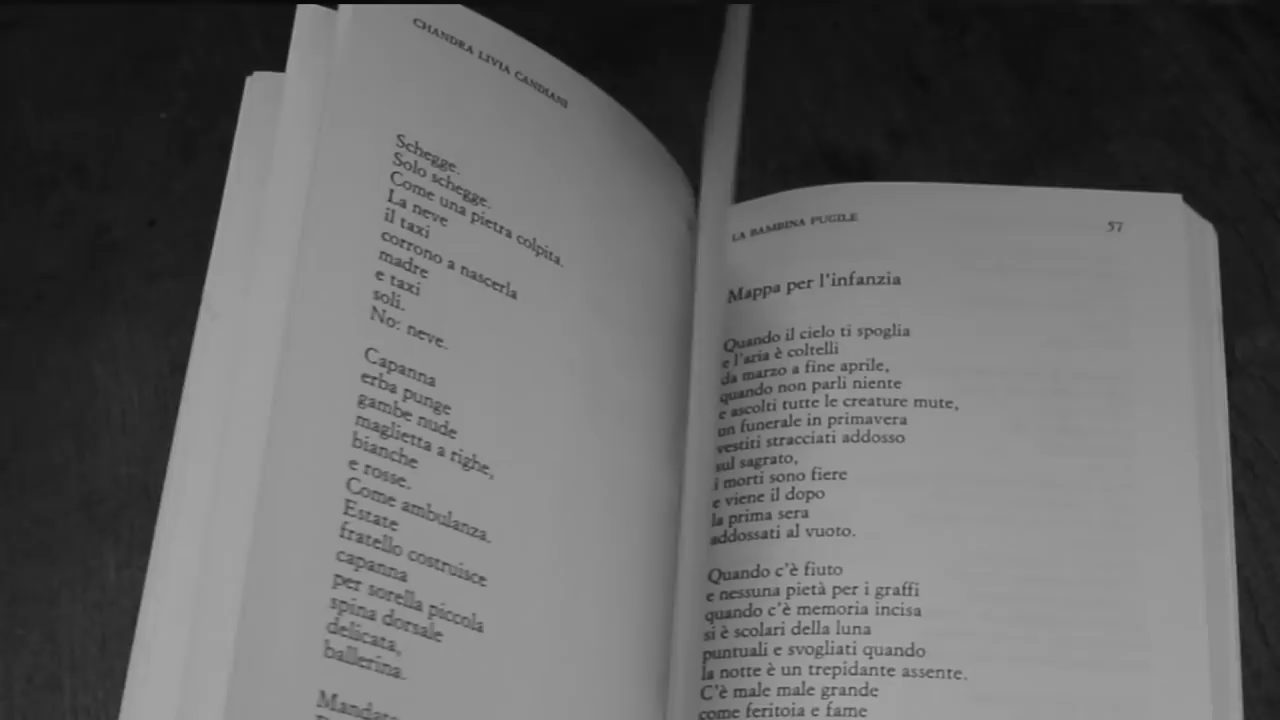 CHANDRA LIVIA CANDIANI
Schegge.
Solo schegge.
Come una pietra colpita.
La neve
il taxi
corrono a nascerla
madre
e taxi
soli.
No: neve.
Capanna
erba punge
gambe nude
maglietta a righe,
bianche
e rosse.
Come ambulanza.
Estate
fratello costruisce
capanna
per sorella piccola
spina dorsale
delicata,
ballerina.
LA BAMBINA PUGILE
57
Mappa per l'infanzia
Quando il cielo ti spoglia
e l'aria è coltelli
da marzo a fine aprile,
quando non parli niente
e ascolti tutte le creature mute,
un funerale in primavera
vestiti stracciati addosso
sul sagrato,
i morti sono fiere
e viene il dopo
la prima sera
addossati al vuoto.
Quando c'è fiuto
e nessuna pietà per i graffi
quando c'è memoria incisa
si è scolari della luna
puntuali e svogliati quando
la notte è un trepidante assente.
C'è male male grande
come feritoia e fame